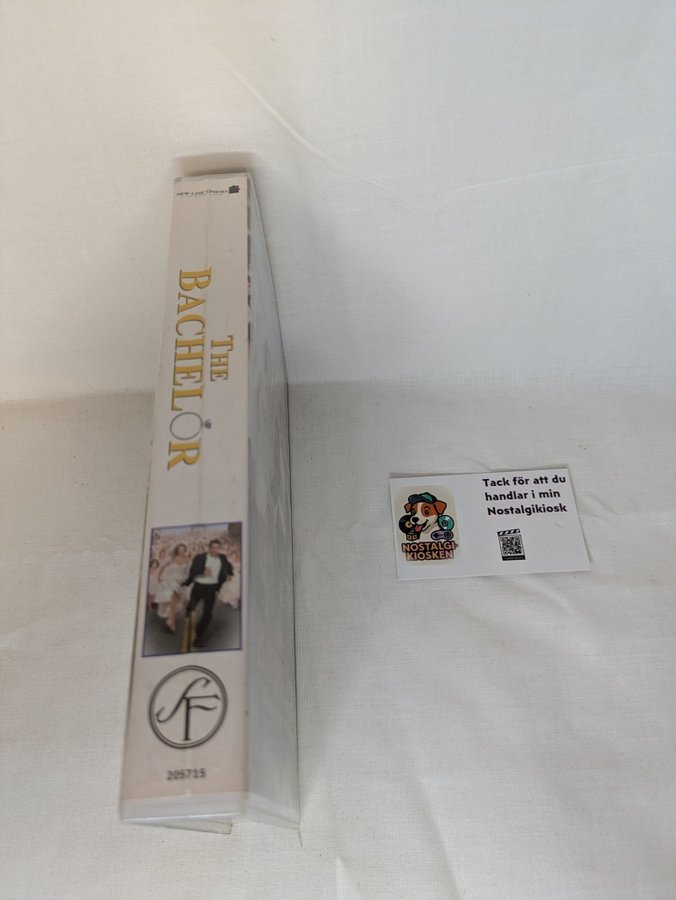 NEW LINE CINEMA
THE
BACHELOR
SF
205715
Tack för att du
handlar i min
Nostalgikiosk
NOSTALGI-
KIOSKEN